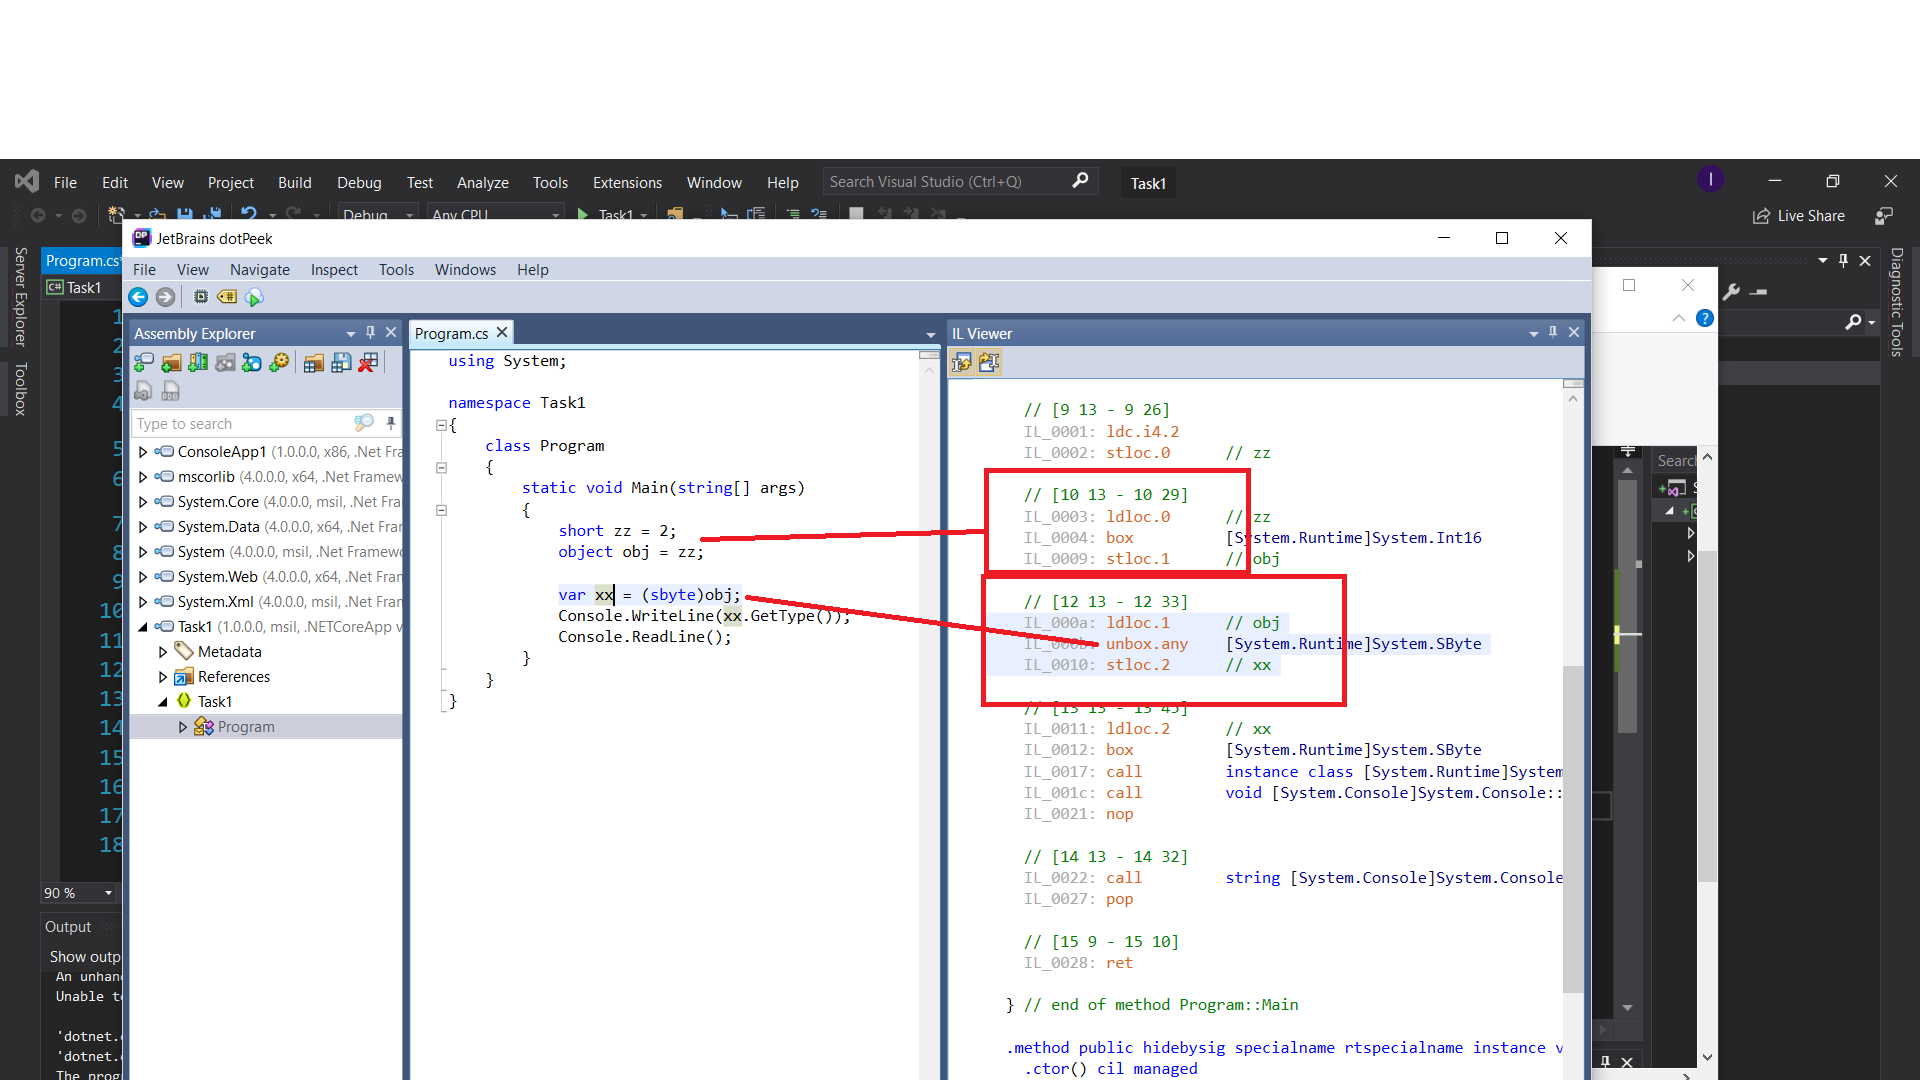 File Edit View Project Build Debug Test Analyze Tools Extensions Window Help Search Visual Studio (Ctrl+Q) Task1 I
Debug Any CPU Task1 Live Share
Server Explorer
Toolbox
Program.cs
C# Task1
1
2
3
4
5
6
7
8
9
10
11
12
13
14
15
16
17
18
90 %
Output
Show outp
An unhan
Unable to
'dotnet.
'dotnet.
The prog
JetBrains dotPeek
File View Navigate Inspect Tools Windows Help
Assembly Explorer
Type to search
ConsoleApp1 (1.0.0.0, x86, .Net Fra
mscorlib (4.0.0.0, x64, .Net Framew
System.Core (4.0.0.0, msil, .Net Fra
System.Data (4.0.0.0, x64, .Net Fran
System (4.0.0.0, msil, .Net Framewo
System.Web (4.0.0.0, x64, .Net Fram
System.Xml (4.0.0.0, msil, .Net Fram
Task1 (1.0.0.0, msil, .NETCoreApp v
Metadata
References
Task1
Program
Program.cs
using System;
namespace Task1
{
class Program
{
static void Main(string[] args)
{
short zz = 2;
object obj = zz;
var xx = (sbyte)obj;
Console.WriteLine(xx.GetType());
Console.ReadLine();
}
}
}
IL Viewer
// [9 13 - 9 26]
IL_0001: ldc.i4.2
IL_0002: stloc.0 // zz
// [10 13 - 10 29]
IL_0003: ldloc.0 // zz
IL_0004: box [System.Runtime]System.Int16
IL_0009: stloc.1 // obj
// [12 13 - 12 33]
IL_000a: ldloc.1 // obj
IL_000b: unbox.any [System.Runtime]System.SByte
IL_0010: stloc.2 // xx
// [13 13 - 13 45]
IL_0011: ldloc.2 // xx
IL_0012: box [System.Runtime]System.SByte
IL_0017: call instance class [System.Runtime]System
IL_001c: call void [System.Console]System.Console::
IL_0021: nop
// [14 13 - 14 32]
IL_0022: call string [System.Console]System.Console
IL_0027: pop
// [15 9 - 15 10]
IL_0028: ret
} // end of method Program::Main
.method public hidebysig specialname rtspecialname instance v
.ctor() cil managed
Searc
S
Diagnostic Tools